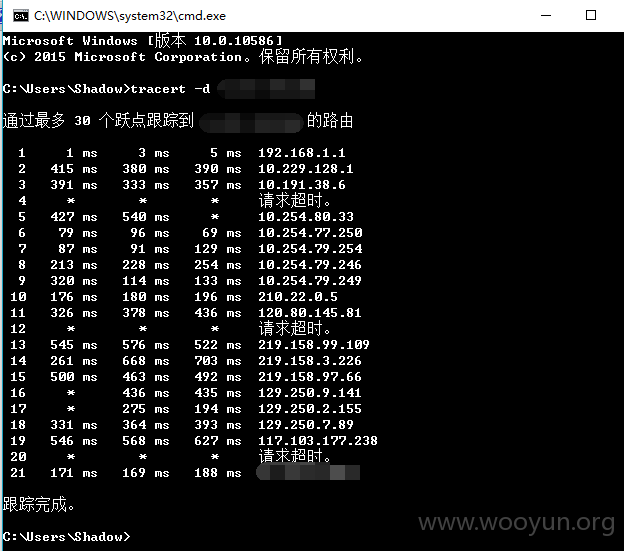 C:\WINDOWS\system32\cmd.exe
Microsoft Windows [版本 10.0.10586]
(c) 2015 Microsoft Corporation。保留所有权利。
C:\Users\Shadow>tracert -d
通过最多 30 个跃点跟踪到 的路由
1 1 ms 3 ms 5 ms 192.168.1.1
2 415 ms 380 ms 390 ms 10.229.128.1
3 391 ms 333 ms 357 ms 10.191.38.6
4 * * * 请求超时。
5 427 ms 540 ms * 10.254.80.33
6 79 ms 96 ms 69 ms 10.254.77.250
7 87 ms 91 ms 129 ms 10.254.79.254
8 213 ms 228 ms 254 ms 10.254.79.246
9 320 ms 114 ms 133 ms 10.254.79.249
10 176 ms 180 ms 196 ms 210.22.0.5
11 326 ms 378 ms 436 ms 120.80.145.81
12 * * * 请求超时。
13 545 ms 576 ms 522 ms 219.158.99.109
14 261 ms 668 ms 703 ms 219.158.3.226
15 500 ms 463 ms 492 ms 219.158.97.66
16 * 436 ms 435 ms 129.250.9.141
17 * 275 ms 194 ms 129.250.2.155
18 331 ms 364 ms 393 ms 129.250.7.89
19 546 ms 568 ms 627 ms 117.103.177.238
20 * * * 请求超时。
21 171 ms 169 ms 188 ms
跟踪完成。
C:\Users\Shadow>
www.wooyun.org